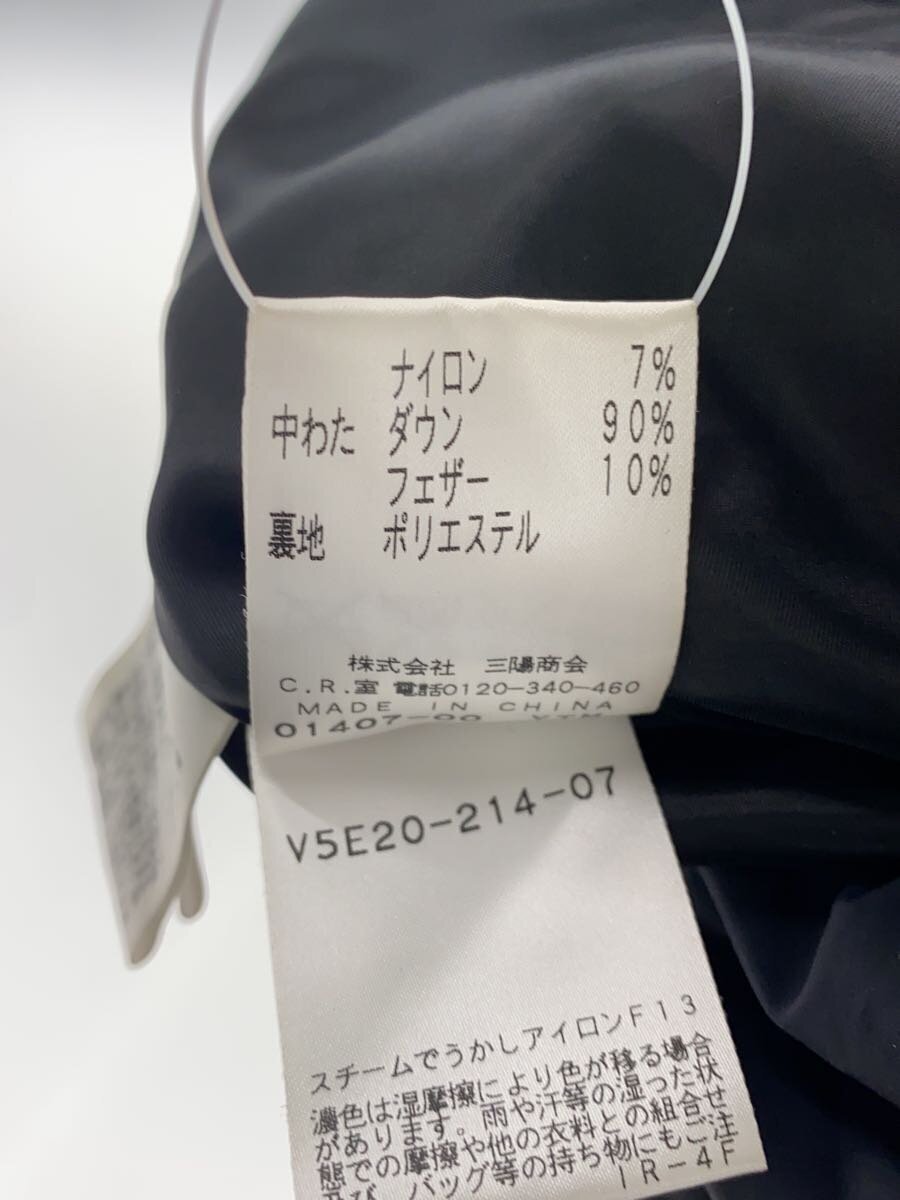 ナイロン 7%
中わた ダウン 90%
フェザー 10%
裏地 ポリエステル
株式会社 三陽商会
C.R.室 電話0120-340-460
MADE IN CHINA
V5E20-214-07
スチームでうかしアイロンF13
濃色は湿摩擦により色が移る場合
があります。雨や汗等の湿った状
態での摩擦や他の衣料との組合せ
及び、バッグ等の持ち物にもご注
IR-4F